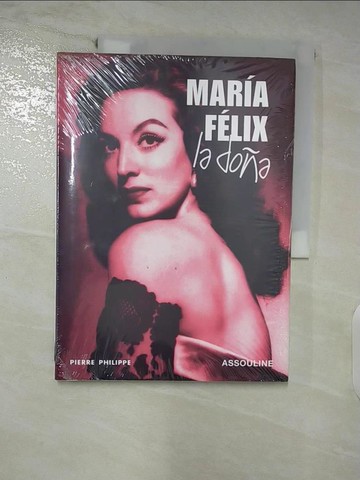 MARÍA
FÉLIX
la doña
PIERRE PHILIPPE
ASSOULINE